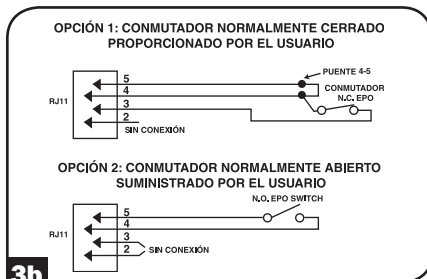 OPCIÓN 1: CONMUTADOR NORMALMENTE CERRADO
PROPORCIONADO POR EL USUARIO
PUENTE 4-5
5
4
CONMUTADOR
N.C. EPO
RJ11
3
2
SIN CONEXIÓN
OPCIÓN 2: CONMUTADOR NORMALMENTE ABIERTO
SUMINISTRADO POR EL USUARIO
N.O. EPO SWITCH
5
4
RJ11
3
SIN CONEXIÓN
2
3b